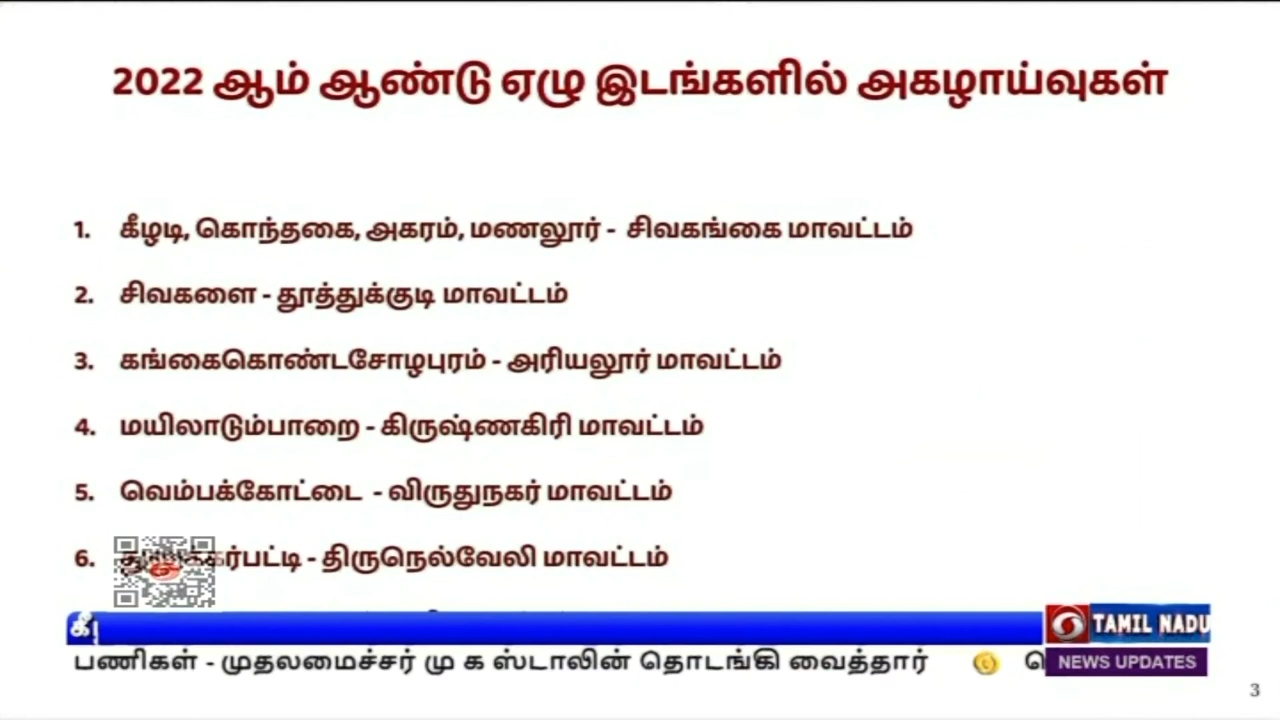 2022 ஆம் ஆண்டு ஏழு இடங்களில் அகழாய்வுகள்
1. கீழடி, கொந்தகை, அகரம், மணலூர் - சிவகங்கை மாவட்டம்
2. சிவகளை - தூத்துக்குடி மாவட்டம்
3. கங்கைகொண்டசோழபுரம் - அரியலூர் மாவட்டம்
4. மயிலாடும்பாறை - கிருஷ்ணகிரி மாவட்டம்
5. வெம்பக்கோட்டை - விருதுநகர் மாவட்டம்
6. - திருநெல்வேலி மாவட்டம்
TAMIL NADU
பணிகள் - முதலமைச்சர் மு க ஸ்டாலின் தொடங்கி வைத்தார்
NEWS UPDATES
3